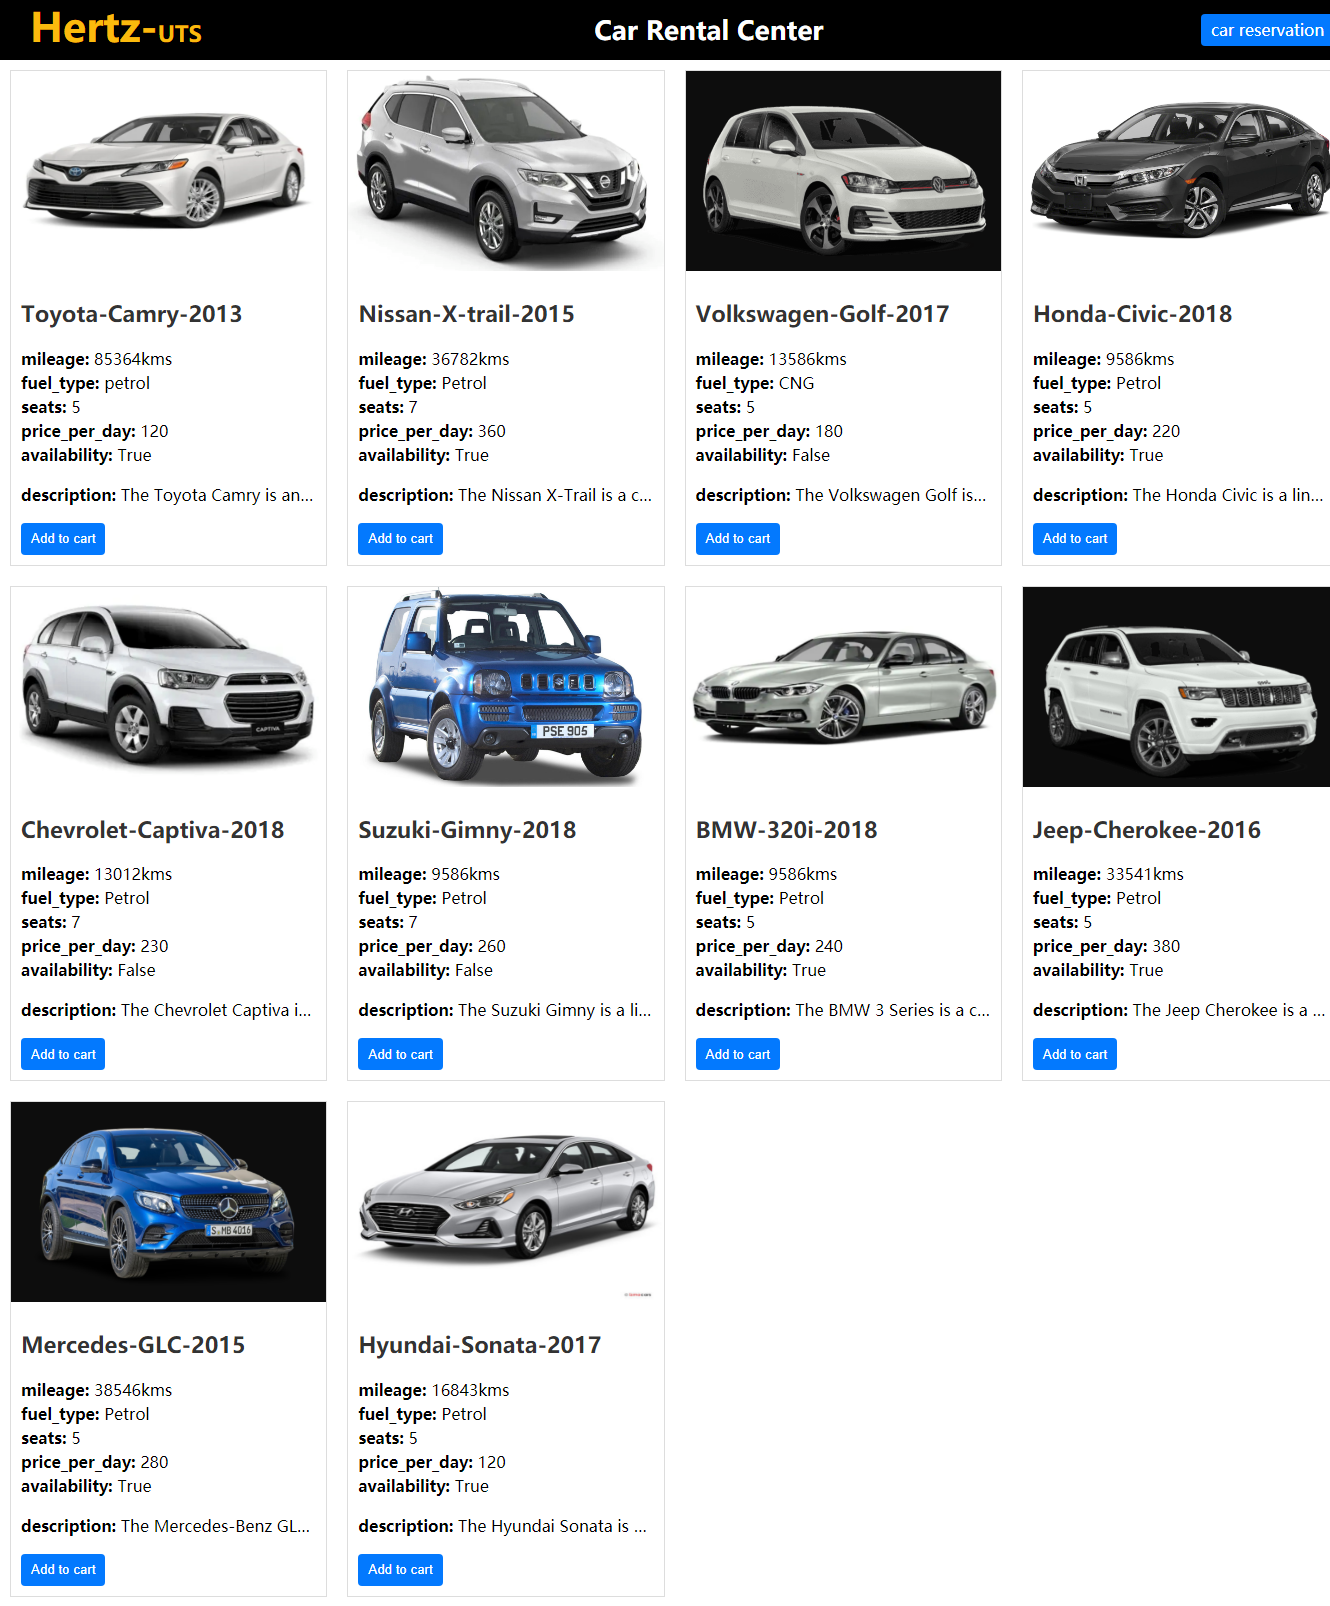 Hertz-UTS
Car Rental Center
car reservation
Toyota-Camry-2013
mileage: 85364kms
fuel_type: petrol
seats: 5
price_per_day: 120
availability: True
description: The Toyota Camry is an...
Add to cart
Nissan-X-trail-2015
mileage: 36782kms
fuel_type: Petrol
seats: 7
price_per_day: 360
availability: True
description: The Nissan X-Trail is a c...
Add to cart
Volkswagen-Golf-2017
mileage: 13586kms
fuel_type: CNG
seats: 5
price_per_day: 180
availability: False
description: The Volkswagen Golf is...
Add to cart
Honda-Civic-2018
mileage: 9586kms
fuel_type: Petrol
seats: 5
price_per_day: 220
availability: True
description: The Honda Civic is a lin...
Add to cart
CAPTIVA
Chevrolet-Captiva-2018
mileage: 13012kms
fuel_type: Petrol
seats: 7
price_per_day: 230
availability: False
description: The Chevrolet Captiva i...
Add to cart
PSE 905
Suzuki-Gimny-2018
mileage: 9586kms
fuel_type: Petrol
seats: 7
price_per_day: 260
availability: False
description: The Suzuki Gimny is a li...
Add to cart
BMW-320i-2018
mileage: 9586kms
fuel_type: Petrol
seats: 5
price_per_day: 240
availability: True
description: The BMW 3 Series is a c...
Add to cart
Jeep-Cherokee-2016
mileage: 33541kms
fuel_type: Petrol
seats: 5
price_per_day: 380
availability: True
description: The Jeep Cherokee is a ...
Add to cart
S MB 4016
Mercedes-GLC-2015
mileage: 38546kms
fuel_type: Petrol
seats: 5
price_per_day: 280
availability: True
description: The Mercedes-Benz GL...
Add to cart
Hyundai-Sonata-2017
mileage: 16843kms
fuel_type: Petrol
seats: 5
price_per_day: 120
availability: True
description: The Hyundai Sonata is ...
Add to cart